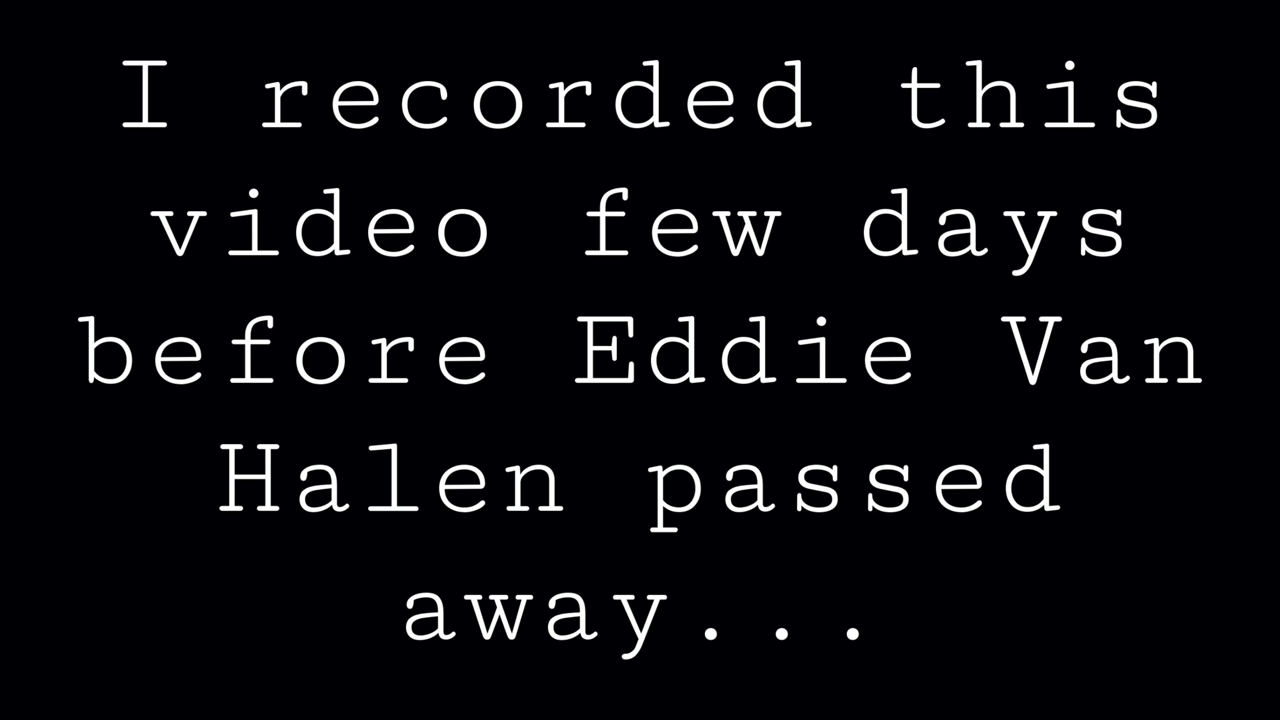 I recorded this
video few days
before Eddie Van
Halen passed
away...